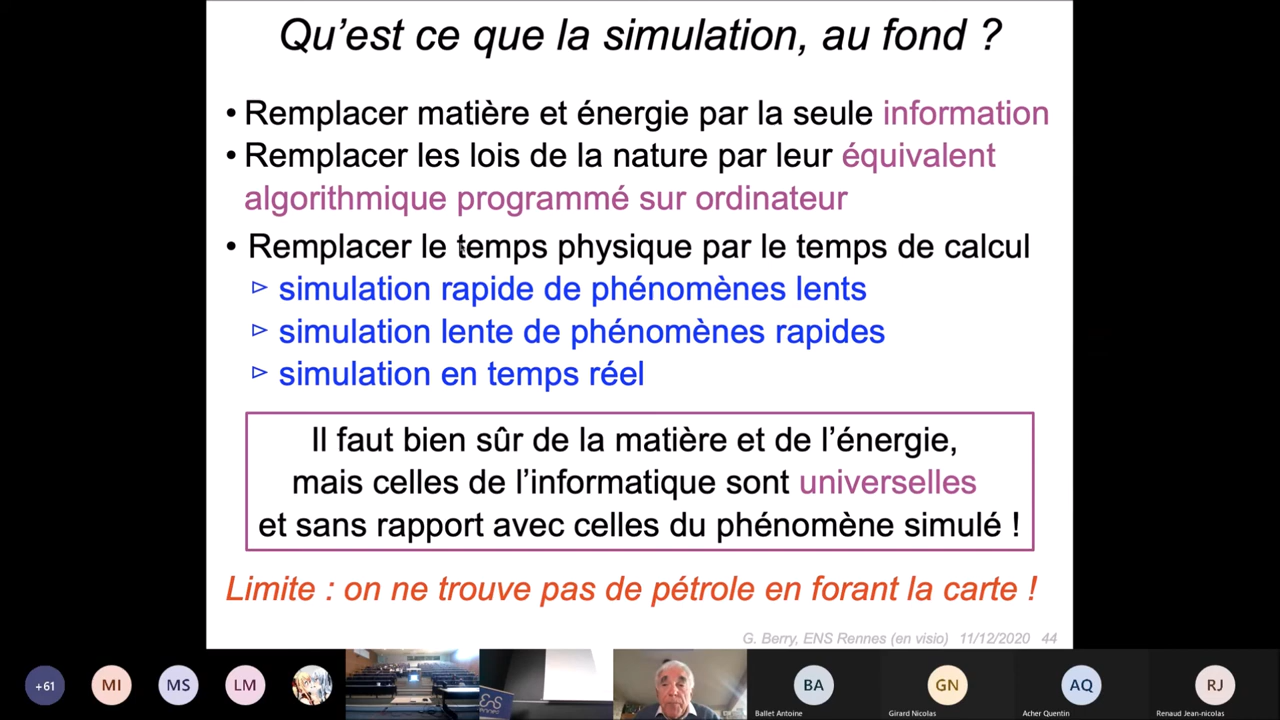 Qu’est ce que la simulation, au fond ?
• Remplacer matière et énergie par la seule information
• Remplacer les lois de la nature par leur équivalent
algorithmique programmé sur ordinateur
• Remplacer le temps physique par le temps de calcul
▹ simulation rapide de phénomènes lents
▹ simulation lente de phénomènes rapides
▹ simulation en temps réel
Il faut bien sûr de la matière et de l’énergie,
mais celles de l’informatique sont universelles
et sans rapport avec celles du phénomène simulé !
Limite : on ne trouve pas de pétrole en forant la carte !
G. Berry, ENS Rennes (en visio) 11/12/2020 44
+61
MI
MS
LM
BA
GN
AQ
RJ
Ballet Antoine
Girard Nicolas
Acher Quentin
Renaud Jean-nicolas